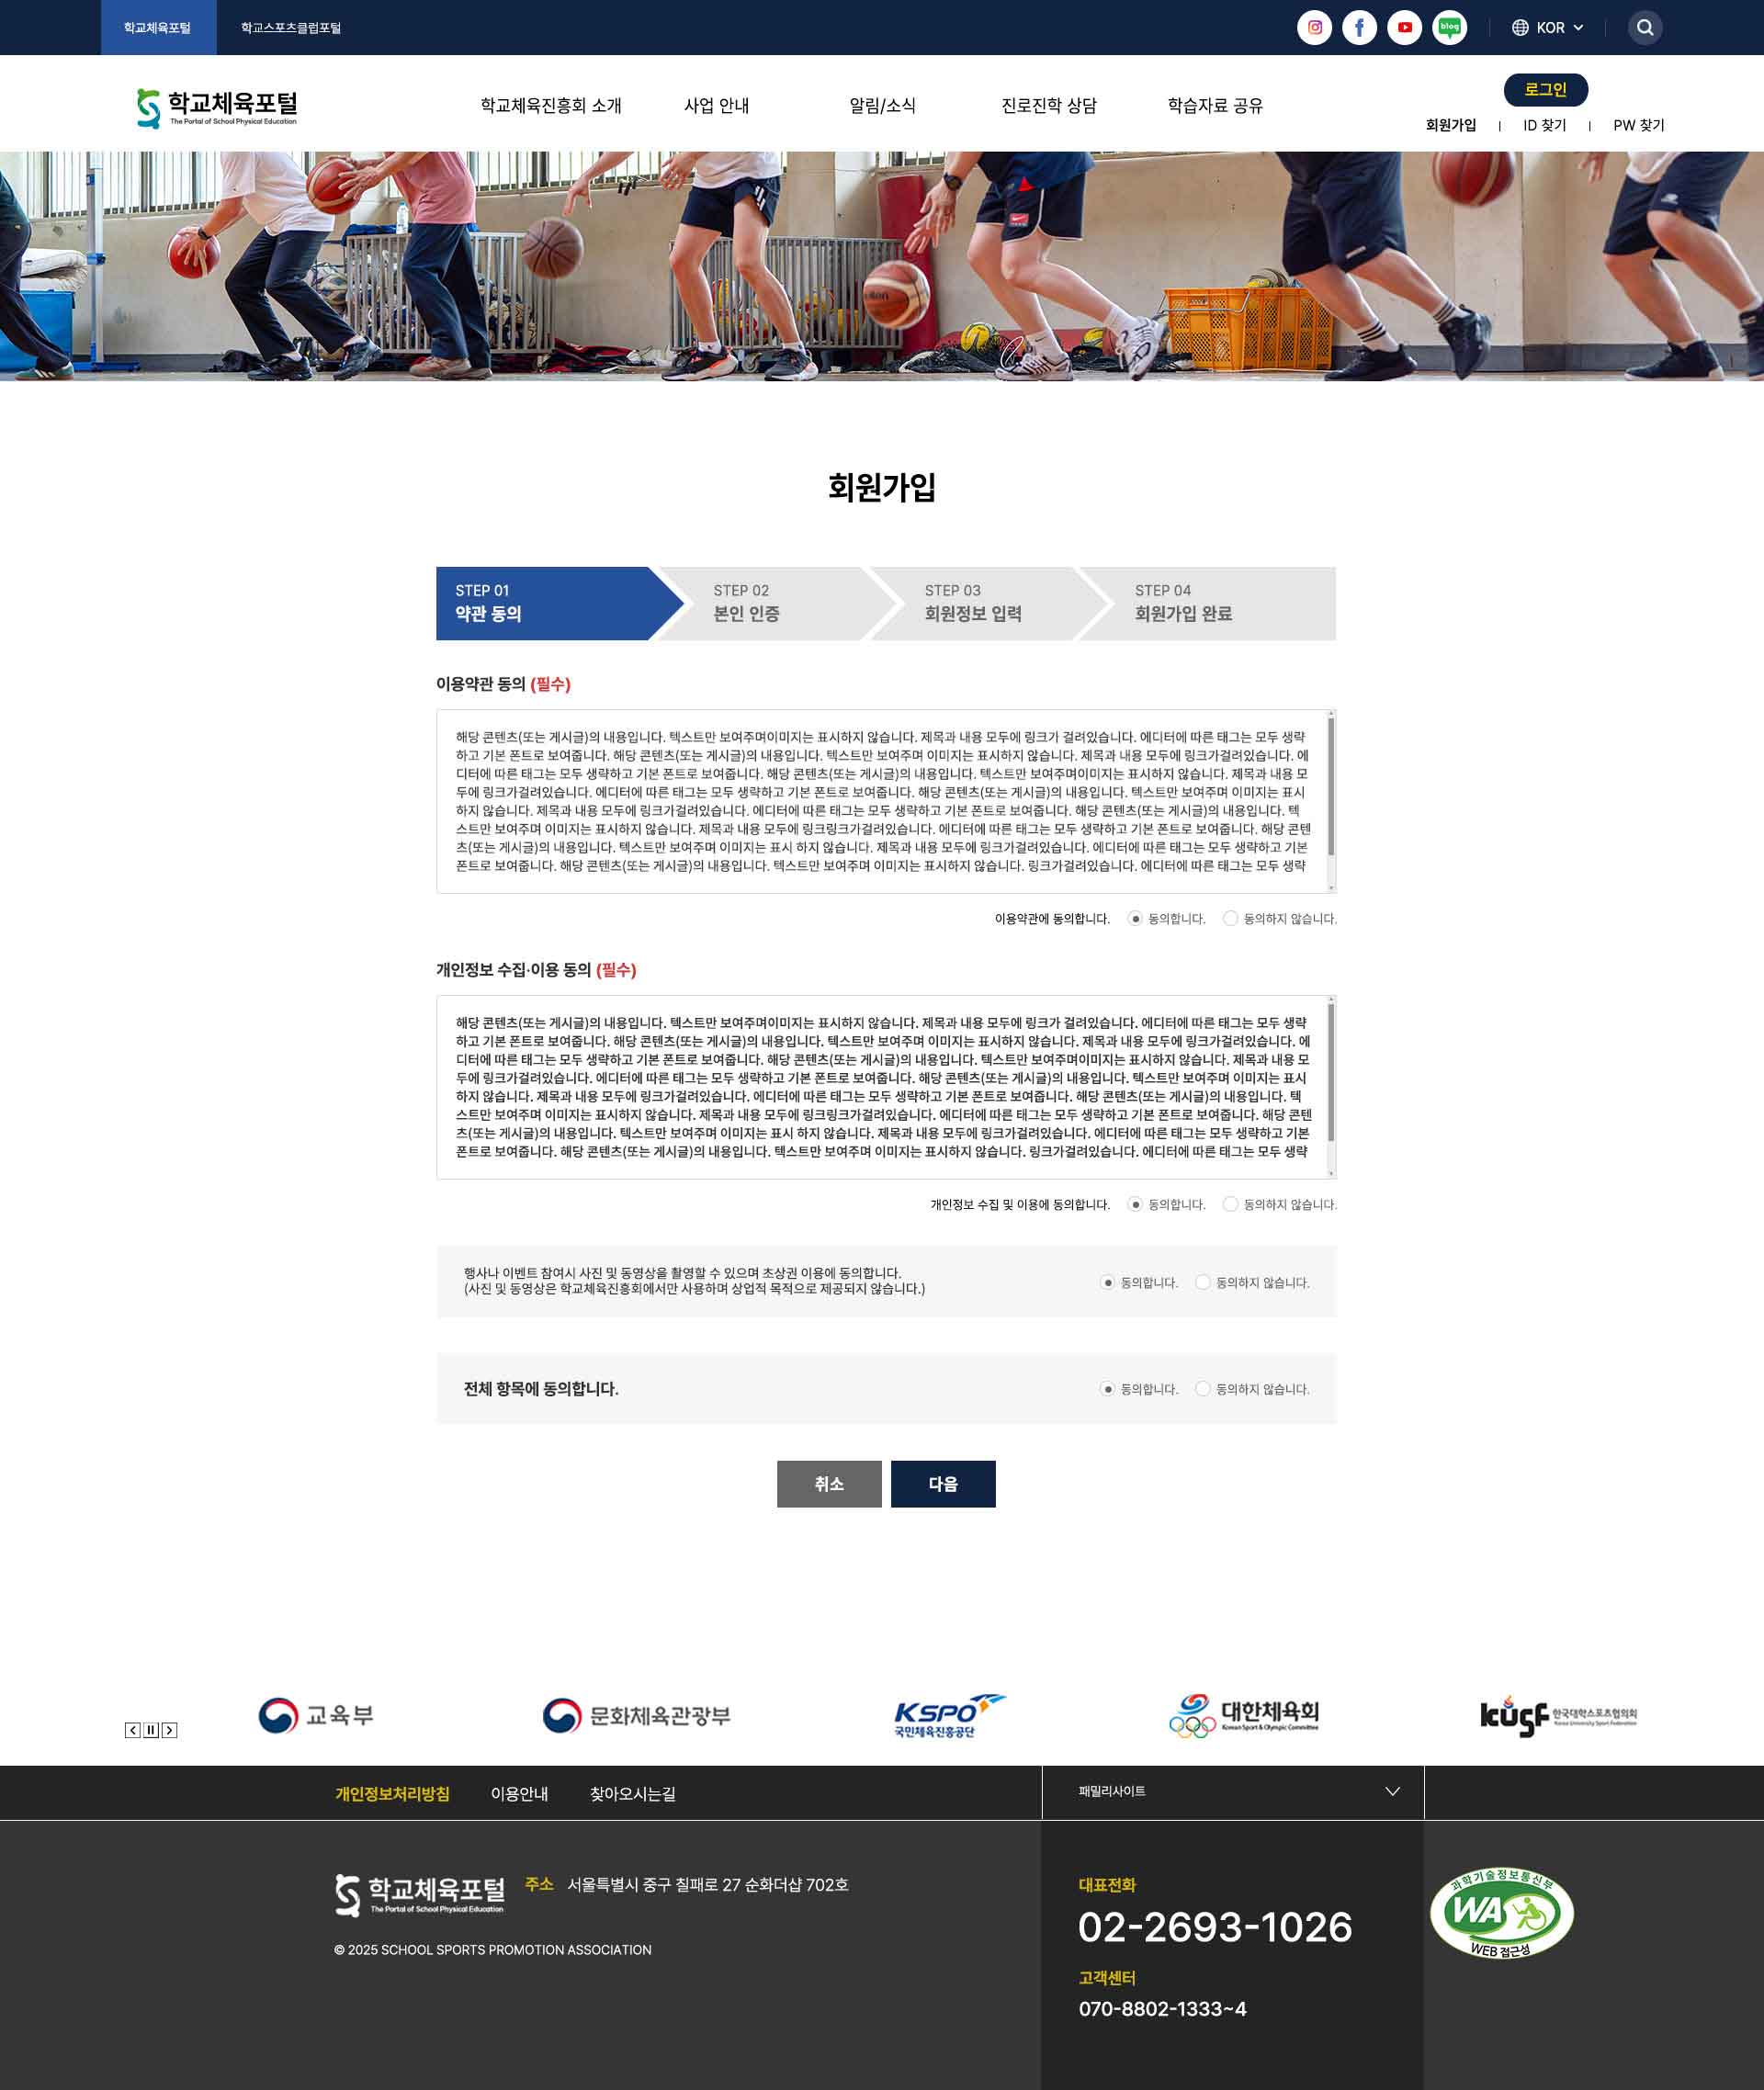 학교체육포털
학교스포츠클럽포털
blog
KOR
학교체육포털
The Portal of School Physical Education
학교체육진흥회 소개
사업 안내
알림/소식
진로진학 상담
학습자료 공유
로그인
회원가입
ID 찾기
PW 찾기
회원가입
STEP 01
약관 동의
STEP 02
본인 인증
STEP 03
회원정보 입력
STEP 04
회원가입 완료
이용약관 동의 (필수)
해당 콘텐츠(또는 게시글)의 내용입니다. 텍스트만 보여주며이미지는 표시하지 않습니다. 제목과 내용 모두에 링크가 걸려있습니다. 에디터에 따른 태그는 모두 생략
하고 기본 폰트로 보여줍니다. 해당 콘텐츠(또는 게시글)의 내용입니다. 텍스트만 보여주며 이미지는 표시하지 않습니다. 제목과 내용 모두에 링크가걸려있습니다. 에
디터에 따른 태그는 모두 생략하고 기본 폰트로 보여줍니다. 해당 콘텐츠(또는 게시글)의 내용입니다. 텍스트만 보여주며이미지는 표시하지 않습니다. 제목과 내용 모
두에 링크가걸려있습니다. 에디터에 따른 태그는 모두 생략하고 기본 폰트로 보여줍니다. 해당 콘텐츠(또는 게시글)의 내용입니다. 텍스트만 보여주며 이미지는 표시
하지 않습니다. 제목과 내용 모두에 링크가걸려있습니다. 에디터에 따른 태그는 모두 생략하고 기본 폰트로 보여줍니다. 해당 콘텐츠(또는 게시글)의 내용입니다. 텍
스트만 보여주며 이미지는 표시하지 않습니다. 제목과 내용 모두에 링크링크가걸려있습니다. 에디터에 따른 태그는 모두 생략하고 기본 폰트로 보여줍니다. 해당 콘텐
츠(또는 게시글)의 내용입니다. 텍스트만 보여주며 이미지는 표시 하지 않습니다. 제목과 내용 모두에 링크가걸려있습니다. 에디터에 따른 태그는 모두 생략하고 기본
폰트로 보여줍니다. 해당 콘텐츠(또는 게시글)의 내용입니다. 텍스트만 보여주며 이미지는 표시하지 않습니다. 링크가걸려있습니다. 에디터에 따른 태그는 모두 생략
이용약관에 동의합니다. 동의합니다. 동의하지 않습니다.
개인정보 수집·이용 동의 (필수)
해당 콘텐츠(또는 게시글)의 내용입니다. 텍스트만 보여주며이미지는 표시하지 않습니다. 제목과 내용 모두에 링크가 걸려있습니다. 에디터에 따른 태그는 모두 생략
하고 기본 폰트로 보여줍니다. 해당 콘텐츠(또는 게시글)의 내용입니다. 텍스트만 보여주며 이미지는 표시하지 않습니다. 제목과 내용 모두에 링크가걸려있습니다. 에
디터에 따른 태그는 모두 생략하고 기본 폰트로 보여줍니다. 해당 콘텐츠(또는 게시글)의 내용입니다. 텍스트만 보여주며이미지는 표시하지 않습니다. 제목과 내용 모
두에 링크가걸려있습니다. 에디터에 따른 태그는 모두 생략하고 기본 폰트로 보여줍니다. 해당 콘텐츠(또는 게시글)의 내용입니다. 텍스트만 보여주며 이미지는 표시
하지 않습니다. 제목과 내용 모두에 링크가걸려있습니다. 에디터에 따른 태그는 모두 생략하고 기본 폰트로 보여줍니다. 해당 콘텐츠(또는 게시글)의 내용입니다. 텍
스트만 보여주며 이미지는 표시하지 않습니다. 제목과 내용 모두에 링크링크가걸려있습니다. 에디터에 따른 태그는 모두 생략하고 기본 폰트로 보여줍니다. 해당 콘텐
츠(또는 게시글)의 내용입니다. 텍스트만 보여주며 이미지는 표시 하지 않습니다. 제목과 내용 모두에 링크가걸려있습니다. 에디터에 따른 태그는 모두 생략하고 기본
폰트로 보여줍니다. 해당 콘텐츠(또는 게시글)의 내용입니다. 텍스트만 보여주며 이미지는 표시하지 않습니다. 링크가걸려있습니다. 에디터에 따른 태그는 모두 생략
개인정보 수집 및 이용에 동의합니다. 동의합니다. 동의하지 않습니다.
행사나 이벤트 참여시 사진 및 동영상을 촬영할 수 있으며 초상권 이용에 동의합니다.
(사진 및 동영상은 학교체육진흥회에서만 사용하며 상업적 목적으로 제공되지 않습니다.)
동의합니다. 동의하지 않습니다.
전체 항목에 동의합니다. 동의합니다. 동의하지 않습니다.
취소
다음
교육부
문화체육관광부
KSPO
국민체육진흥공단
대한체육회
Korean Sport & Olympic Committee
kusf
한국대학스포츠협의회
Korea University Sport Federation
개인정보처리방침
이용안내
찾아오시는길
패밀리사이트
학교체육포털
The Portal of School Physical Education
주소 서울특별시 중구 칠패로 27 순화더샵 702호
© 2025 SCHOOL SPORTS PROMOTION ASSOCIATION
대표전화
02-2693-1026
고객센터
070-8802-1333~4
과학기술정보통신부
WA
WEB 접근성